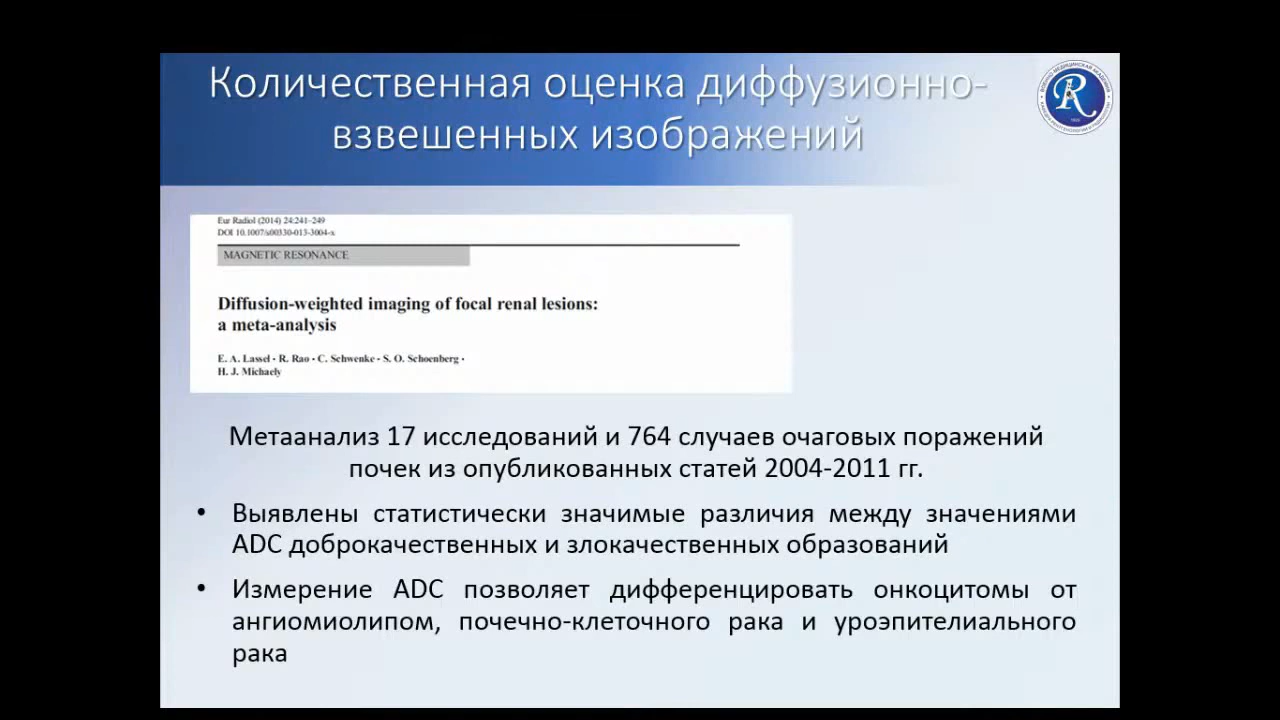 Количественная оценка диффузионно-
взвешенных изображений
Eur Radiol (2014) 24:241–249
DOI 10.1007/s00330-013-3004-x
MAGNETIC RESONANCE
Diffusion-weighted imaging of focal renal lesions:
a meta-analysis
E. A. Lassel • R. Rao • C. Schwenke • S. O. Schoenberg •
H. J. Michaely
Метаанализ 17 исследований и 764 случаев очаговых поражений
почек из опубликованных статей 2004-2011 гг.
• Выявлены статистически значимые различия между значениями
ADC доброкачественных и злокачественных образований
• Измерение ADC позволяет дифференцировать онкоцитомы от
ангиомиолипом, почечно-клеточного рака и уроэпителиального
рака